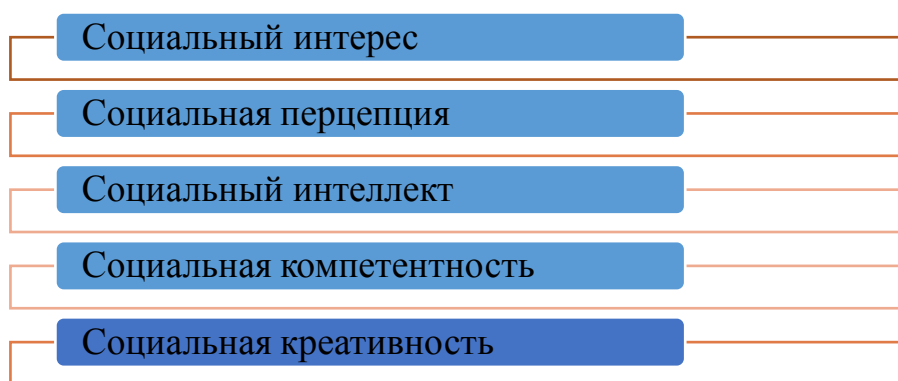 Социальный интерес
Социальная перцепция
Социальный интеллект
Социальная компетентность
Социальная креативность